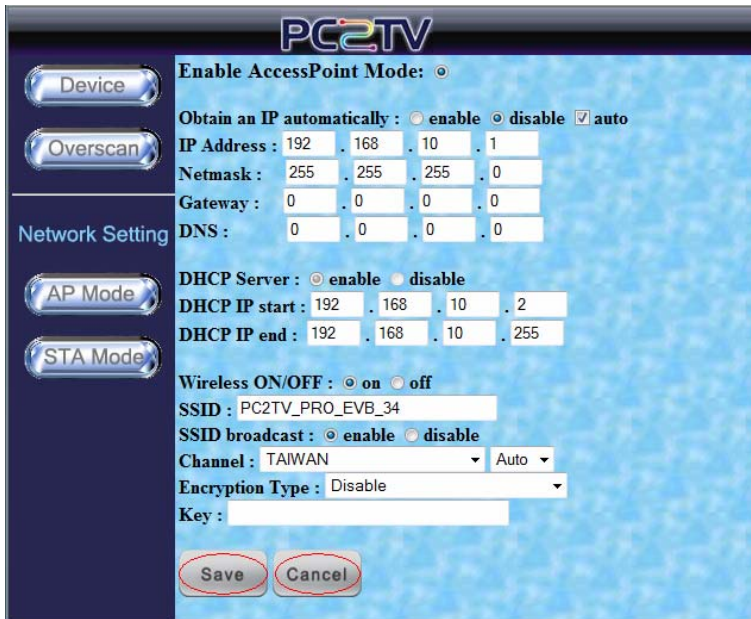 PC2TV
Device
Overscan
Network Setting
AP Mode
STA Mode
Enable AccessPoint Mode:
Obtain an IP automatically : enable disable auto
IP Address : 192 . 168 . 10 . 1
Netmask : 255 . 255 . 255 . 0
Gateway : 0 . 0 . 0 . 0
DNS : 0 . 0 . 0 . 0
DHCP Server : enable disable
DHCP IP start : 192 . 168 . 10 . 2
DHCP IP end : 192 . 168 . 10 . 255
Wireless ON/OFF : on off
SSID : PC2TV_PRO_EVB_34
SSID broadcast : enable disable
Channel : TAIWAN Auto
Encryption Type : Disable
Key :
Save Cancel